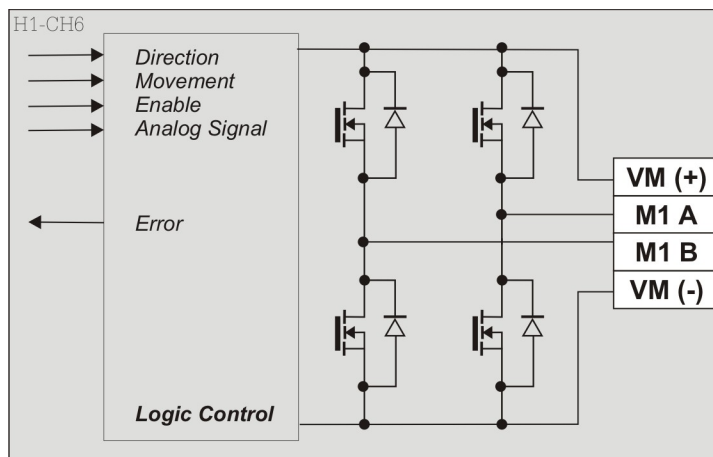 H1-CH6
Direction
Movement
Enable
Analog Signal
Error
Logic Control
VM (+)
M1 A
M1 B
VM (-)